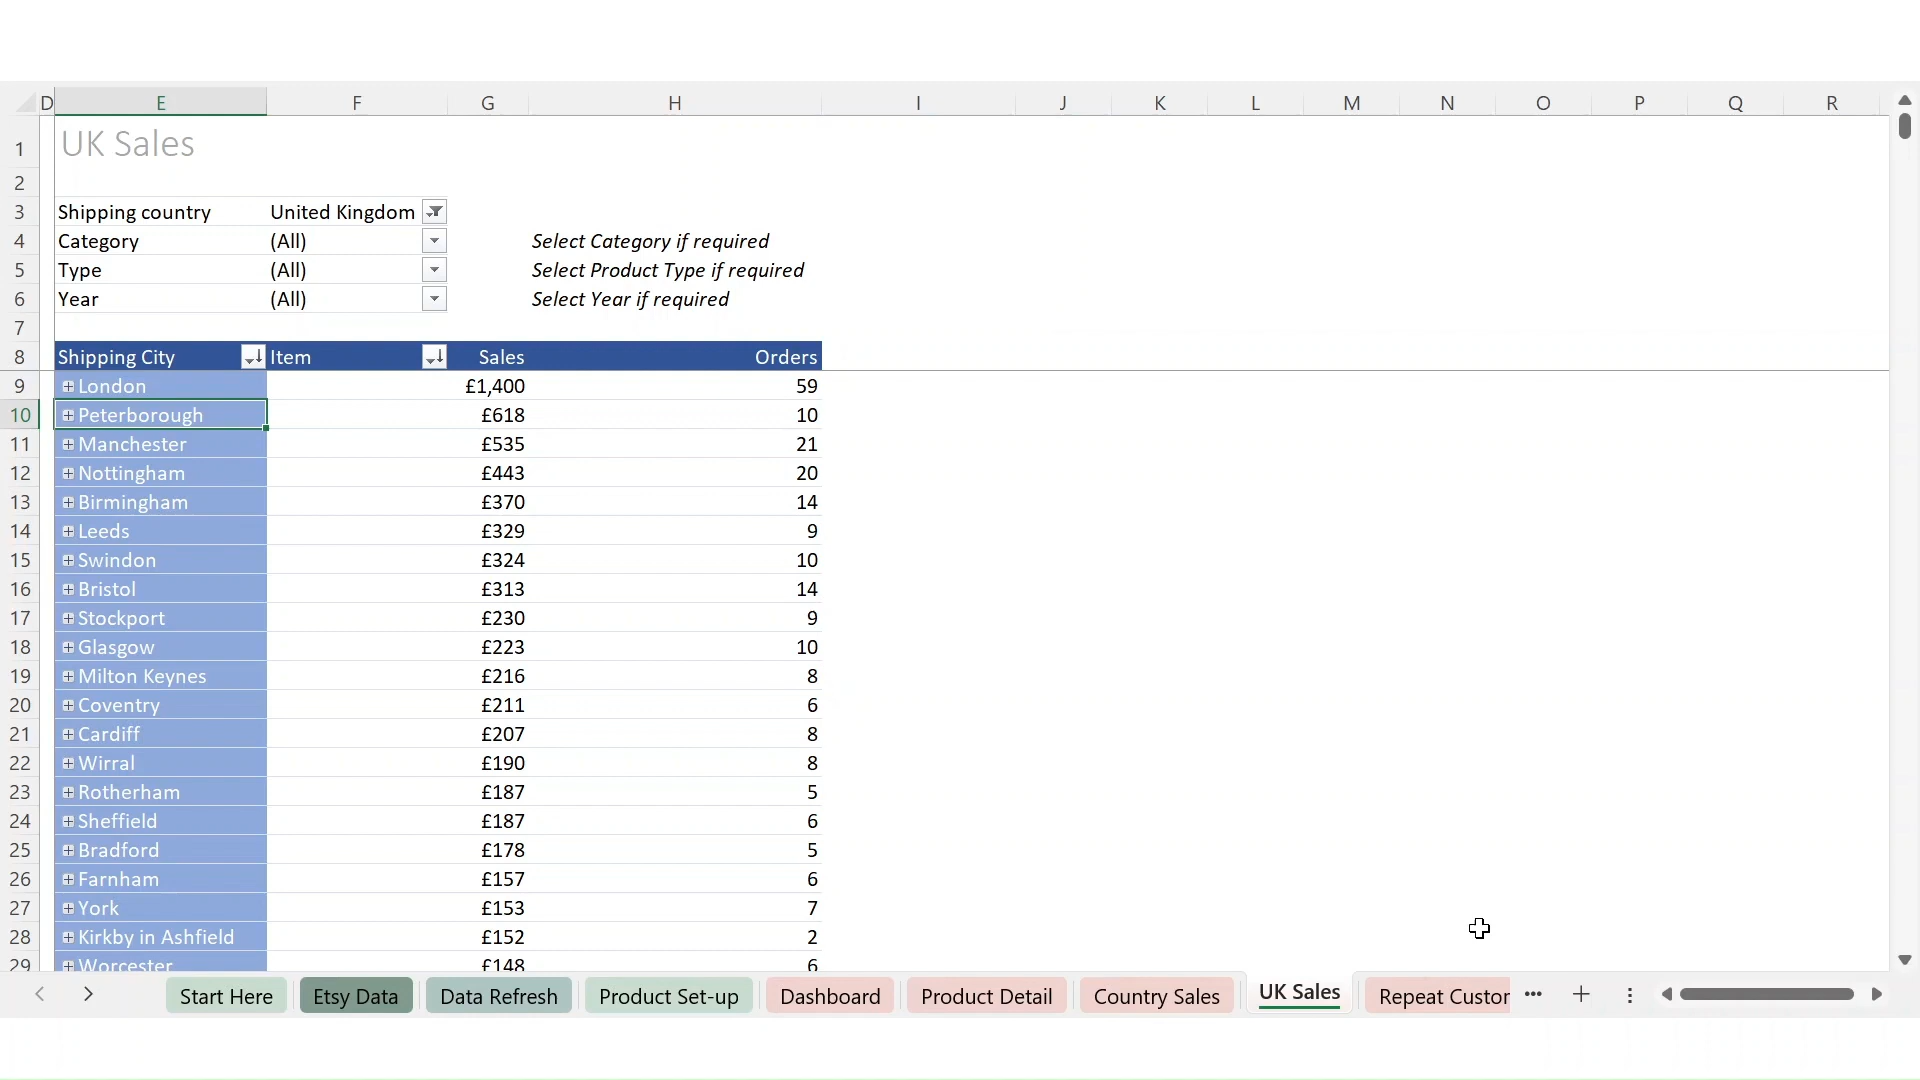 D E F G H I J K L M N O P Q R
1 UK Sales
2
3 Shipping country United Kingdom
4 Category (All) Select Category if required
5 Type (All) Select Product Type if required
6 Year (All) Select Year if required
7
8 Shipping City Item Sales Orders
9 London £1,400 59
10 Peterborough £618 10
11 Manchester £535 21
12 Nottingham £443 20
13 Birmingham £370 14
14 Leeds £329 9
15 Swindon £324 10
16 Bristol £313 14
17 Stockport £230 9
18 Glasgow £223 10
19 Milton Keynes £216 8
20 Coventry £211 6
21 Cardiff £207 8
22 Wirral £190 8
23 Rotherham £187 5
24 Sheffield £187 6
25 Bradford £178 5
26 Farnham £157 6
27 York £153 7
28 Kirkby in Ashfield £152 2
29 Worcester £148 6
Start Here Etsy Data Data Refresh Product Set-up Dashboard Product Detail Country Sales UK Sales Repeat Custor